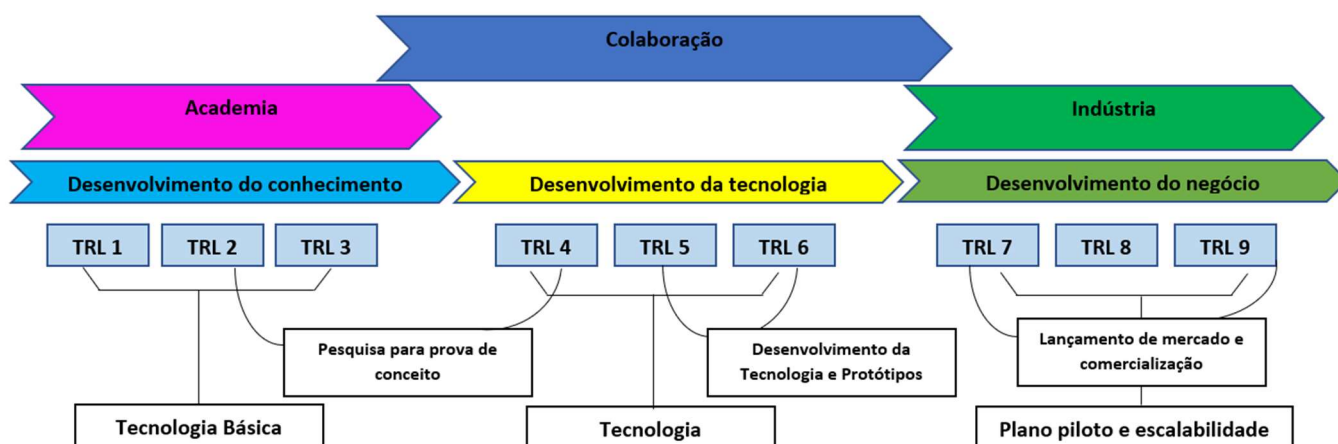 Colaboração
Academia
Indústria
Desenvolvimento do conhecimento
Desenvolvimento da tecnologia
Desenvolvimento do negócio
TRL 1
TRL 2
TRL 3
TRL 4
TRL 5
TRL 6
TRL 7
TRL 8
TRL 9
Pesquisa para prova de
conceito
Desenvolvimento da
Tecnologia e Protótipos
Lançamento de mercado e
comercialização
Tecnologia Básica
Tecnologia
Plano piloto e escalabilidade